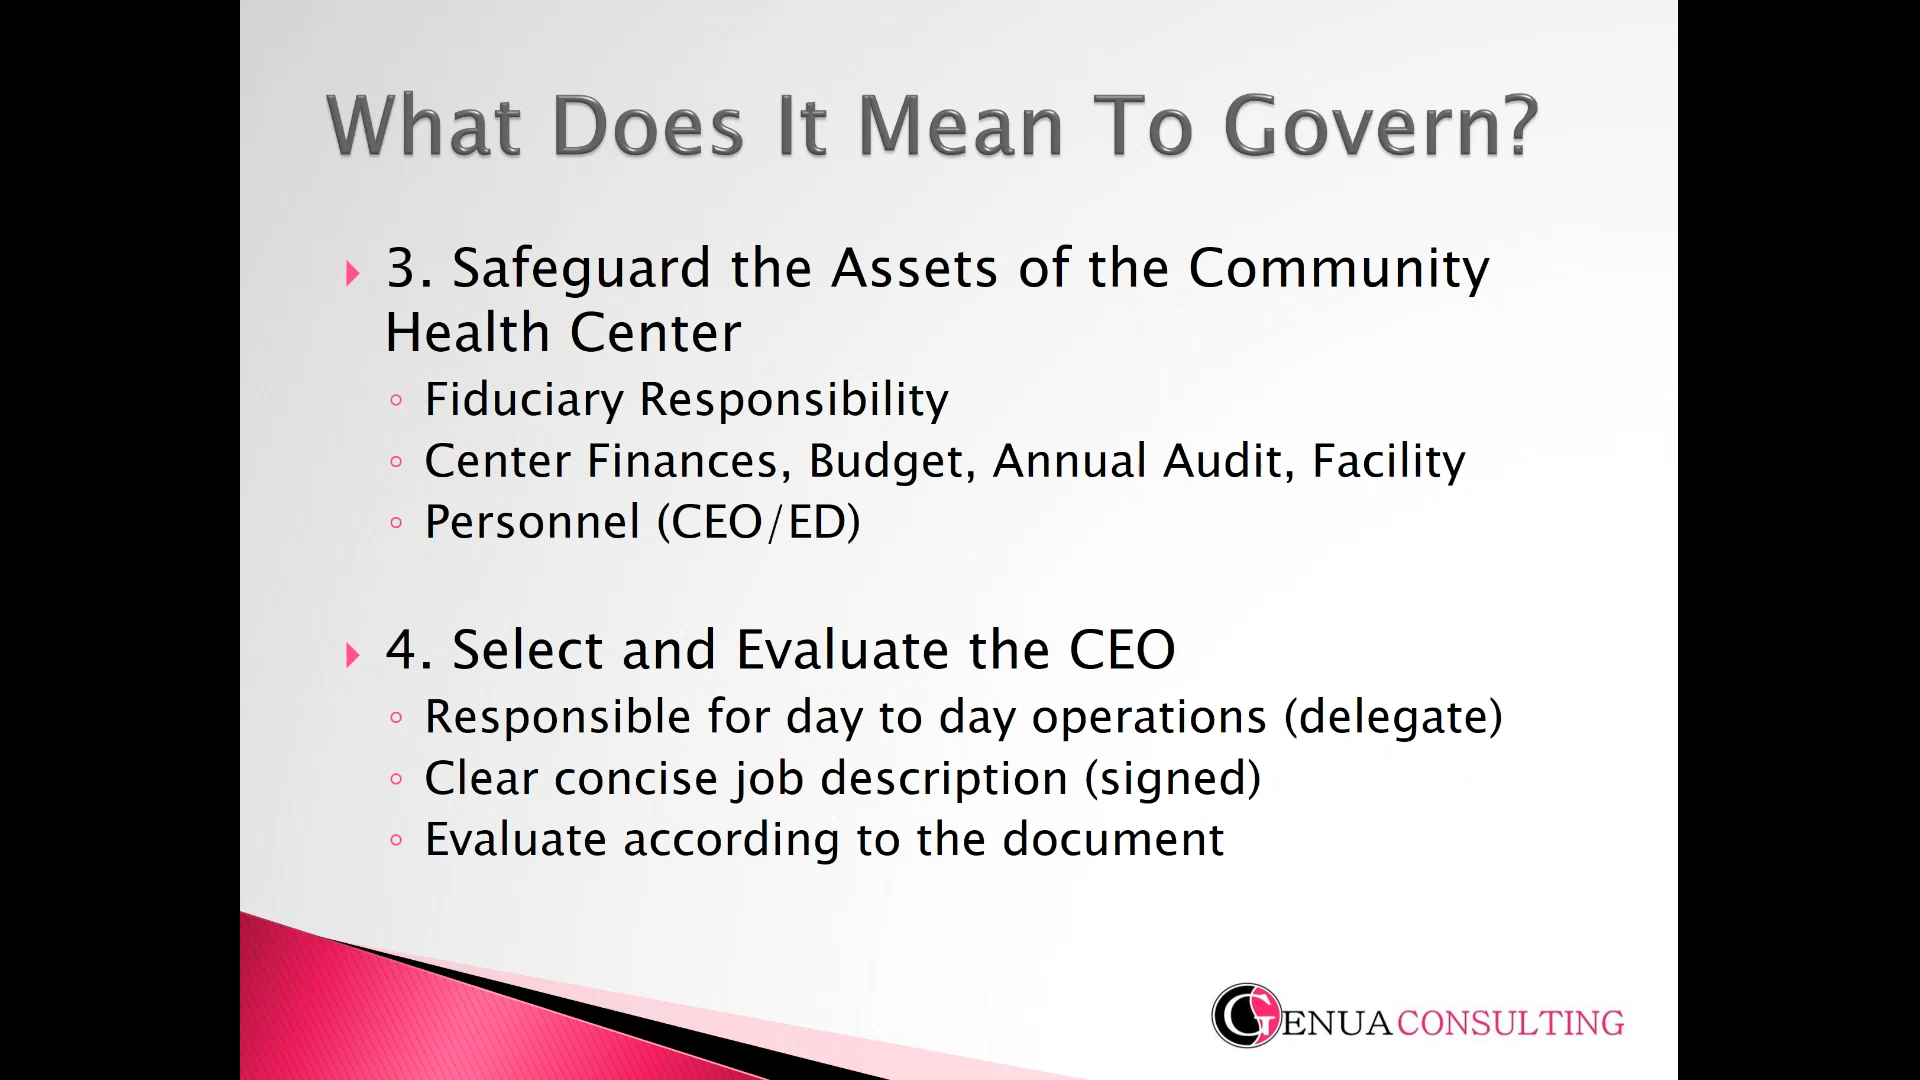 What Does It Mean To Govern?
3. Safeguard the Assets of the Community
Health Center
Fiduciary Responsibility
Center Finances, Budget, Annual Audit, Facility
Personnel (CEO/ED)
4. Select and Evaluate the CEO
Responsible for day to day operations (delegate)
Clear concise job description (signed)
Evaluate according to the document
GENUA CONSULTING